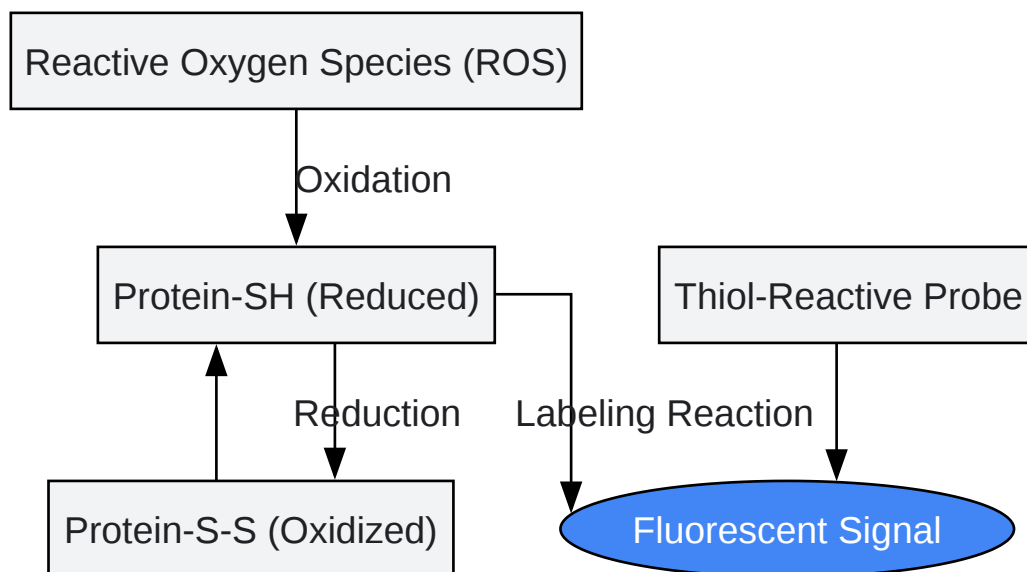 Reactive Oxygen Species (ROS)
Oxidation
Protein-SH (Reduced)
Thiol-Reactive Probe
Reduction
Labeling Reaction
Protein-S-S (Oxidized)
Fluorescent Signal